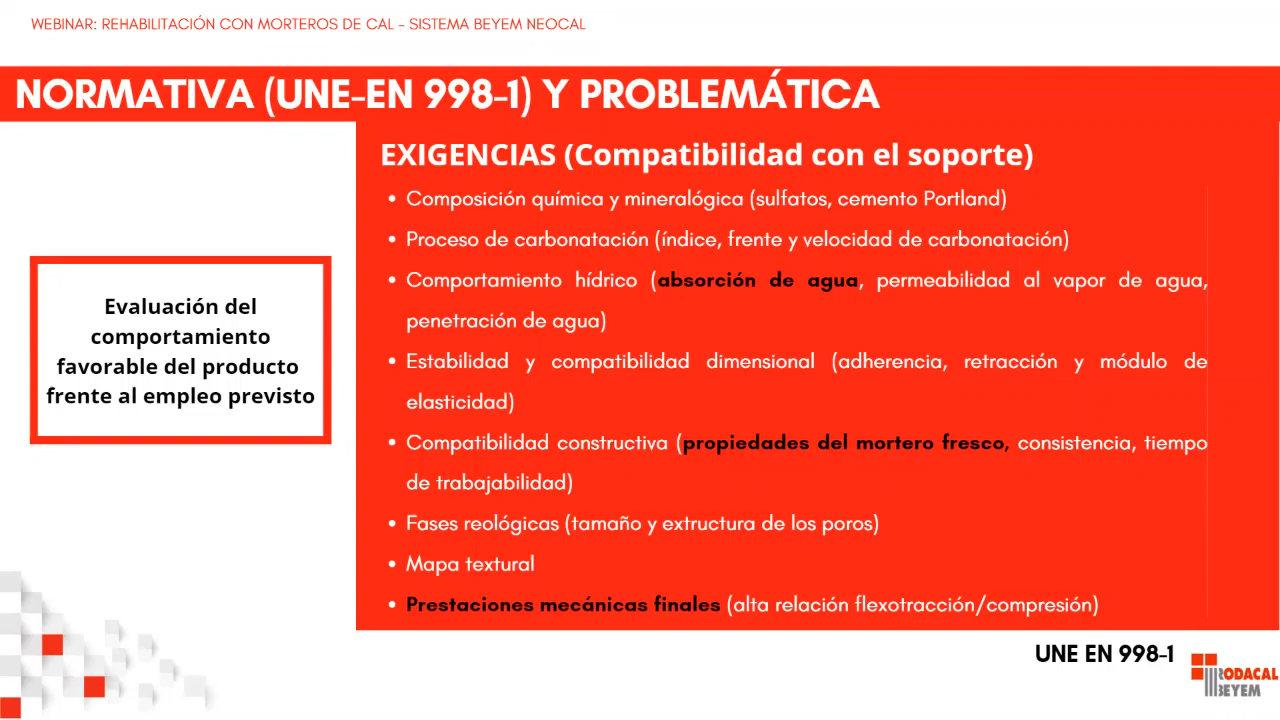 WEBINAR: REHABILITACIÓN CON MORTEROS DE CAL - SISTEMA BEYEM NEOCAL
NORMATIVA (UNE-EN 998-1) Y PROBLEMÁTICA
EXIGENCIAS (Compatibilidad con el soporte)
• Composición química y mineralógica (sulfatos, cemento Portland)
• Proceso de carbonatación (índice, frente y velocidad de carbonatación)
• Comportamiento hídrico (absorción de agua, permeabilidad al vapor de agua,
penetración de agua)
• Estabilidad y compatibilidad dimensional (adherencia, retracción y módulo de
elasticidad)
• Compatibilidad constructiva (propiedades del mortero fresco, consistencia, tiempo
de trabajabilidad)
• Fases reológicas (tamaño y extructura de los poros)
• Mapa textural
• Prestaciones mecánicas finales (alta relación flexotracción/compresión)
Evaluación del
comportamiento
favorable del producto
frente al empleo previsto
UNE EN 998-1
RODACAL
BEYEM